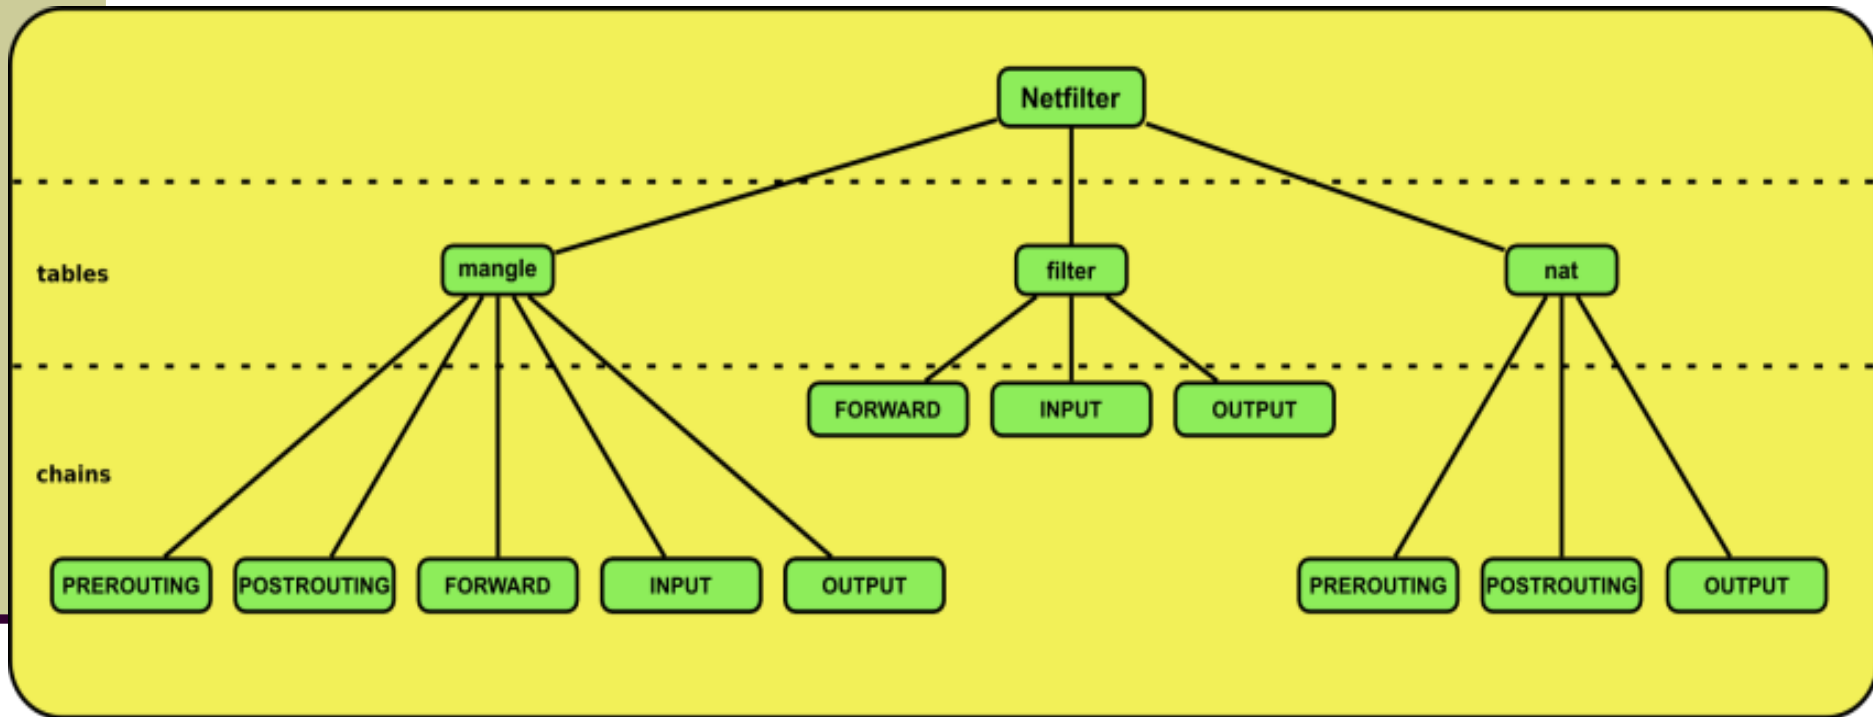 Netfilter
tables
mangle
filter
nat
FORWARD
INPUT
OUTPUT
chains
PREROUTING
POSTROUTING
FORWARD
INPUT
OUTPUT
PREROUTING
POSTROUTING
OUTPUT